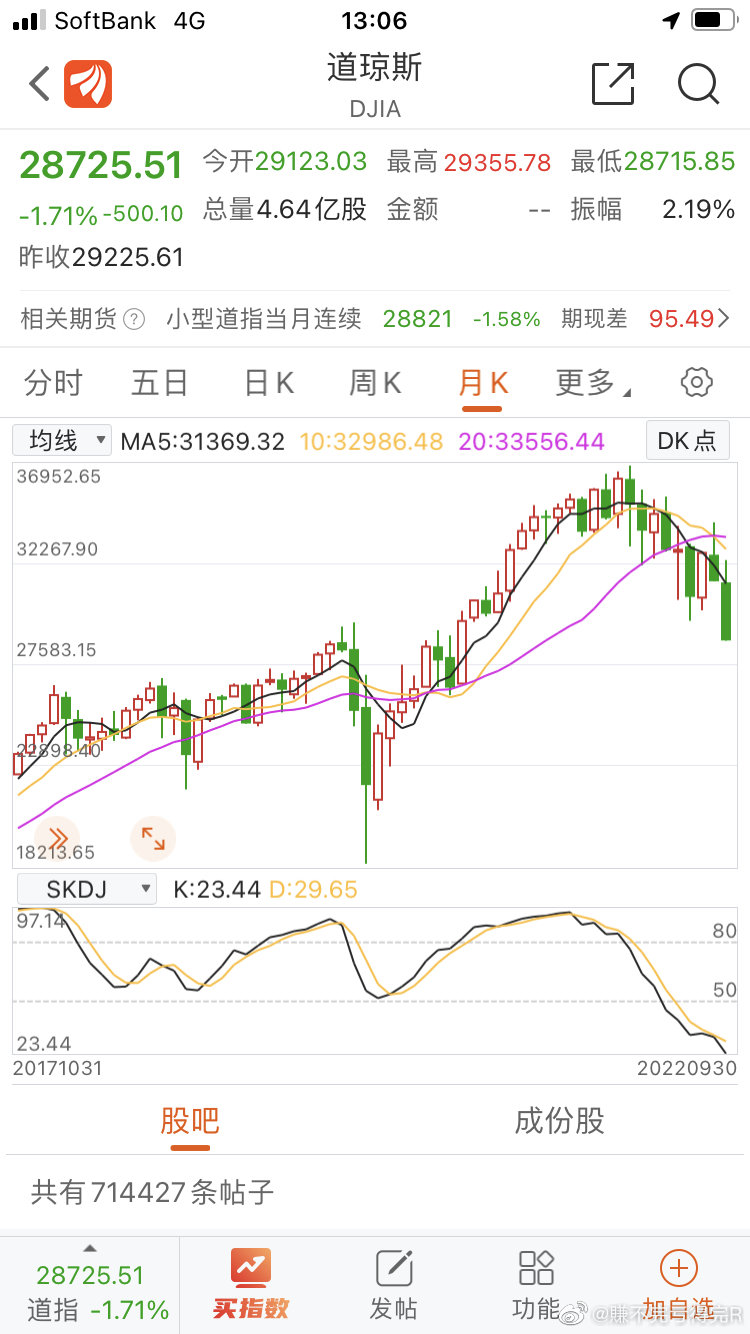 SoftBank 4G 13:06
道琼斯
DJIA
28725.51 今开29123.03 最高29355.78 最低28715.85
-1.71% -500.10 总量4.64亿股 金额 -- 振幅 2.19%
昨收29225.61
相关期货 ? 小型道指当月连续 28821 -1.58% 期现差 95.49
分时 五日 日K 周K 月K 更多
均线 MA5:31369.32 10:32986.48 20:33556.44 DK点
36952.65
32267.90
27583.15
22898.40
18213.65
SKDJ K:23.44 D:29.65
97.14 80
50
23.44
20171031 20220930
股吧 成份股
共有714427条帖子
28725.51
道指 -1.71% 买指数 发帖 功能 加自选